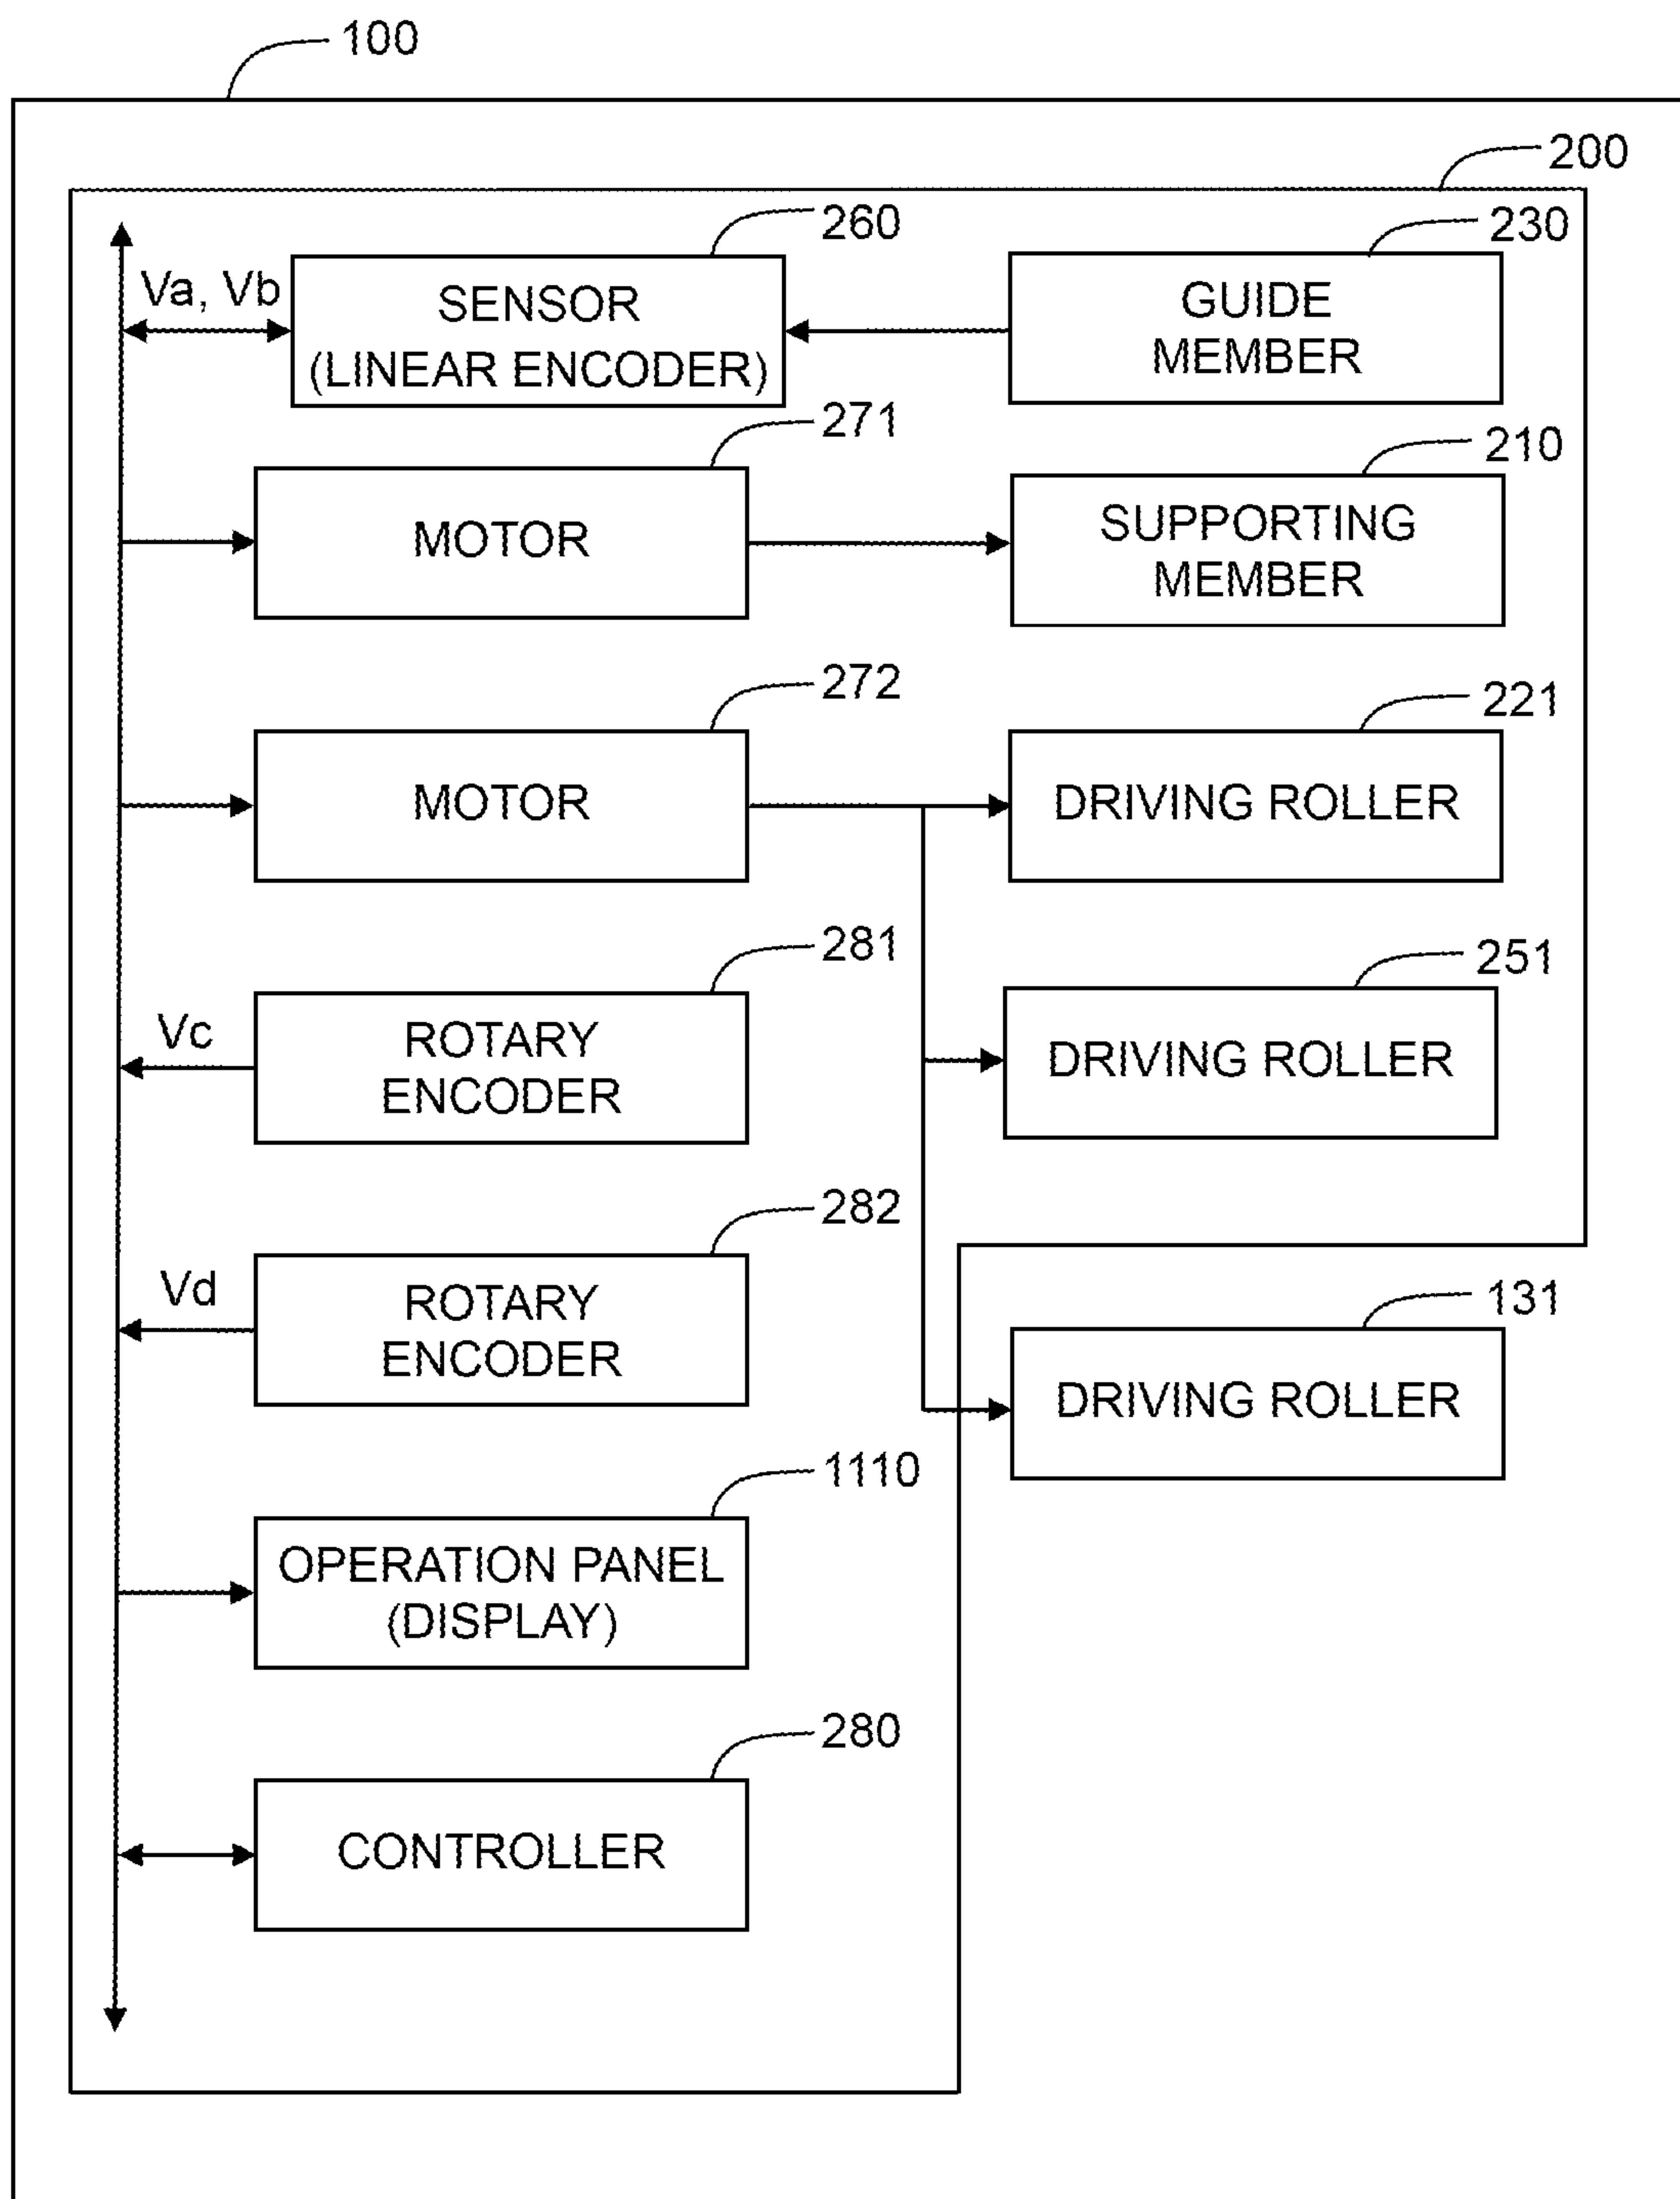 100
200
260
230
Va, Vb
SENSOR
(LINEAR ENCODER)
GUIDE
MEMBER
271
210
MOTOR
SUPPORTING
MEMBER
272
221
MOTOR
DRIVING ROLLER
281
251
Vc
ROTARY
ENCODER
DRIVING ROLLER
282
131
Vd
ROTARY
ENCODER
DRIVING ROLLER
1110
OPERATION PANEL
(DISPLAY)
280
CONTROLLER